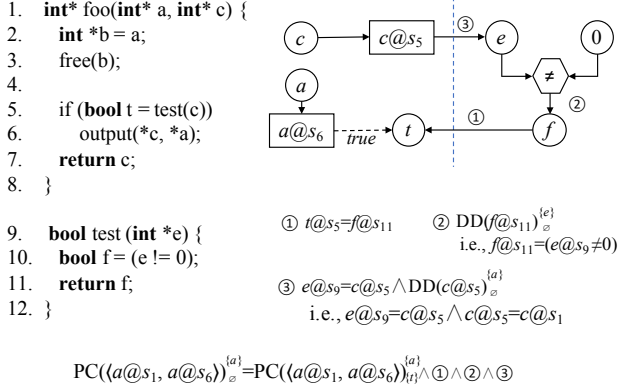 1. int* foo(int* a, int* c) {
2. int *b = a;
3. free(b);
4.
5. if (bool t = test(c))
6. output(*c, *a);
7. return c;
8. }
9. bool test (int *e) {
10. bool f = (e != 0);
11. return f;
12. }
c
c@s5
③
e
0
≠
a
②
a@s6
true
t
①
f
① t@s5=f@s11
② DD(f@s11)∅{e}
i.e., f@s11=(e@s9≠0)
③ e@s9=c@s5∧DD(c@s5)∅{a}
i.e., e@s9=c@s5∧c@s5=c@s1
PC(⟨a@s1, a@s6⟩)∅{a}=PC(⟨a@s1, a@s6⟩){t}{a}∧①∧②∧③